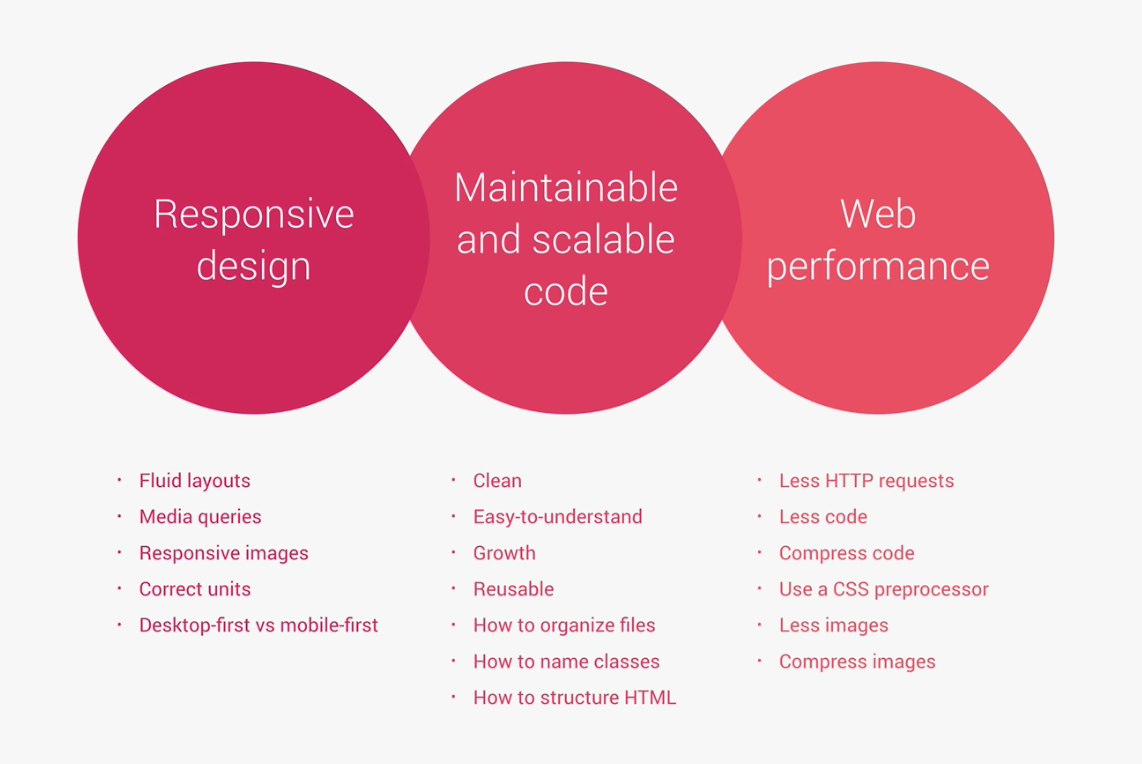 Responsive
design
Maintainable
and scalable
code
Web
performance
· Fluid layouts
· Media queries
· Responsive images
· Correct units
· Desktop-first vs mobile-first
· Clean
· Easy-to-understand
· Growth
· Reusable
· How to organize files
· How to name classes
· How to structure HTML
· Less HTTP requests
· Less code
· Compress code
· Use a CSS preprocessor
· Less images
· Compress images